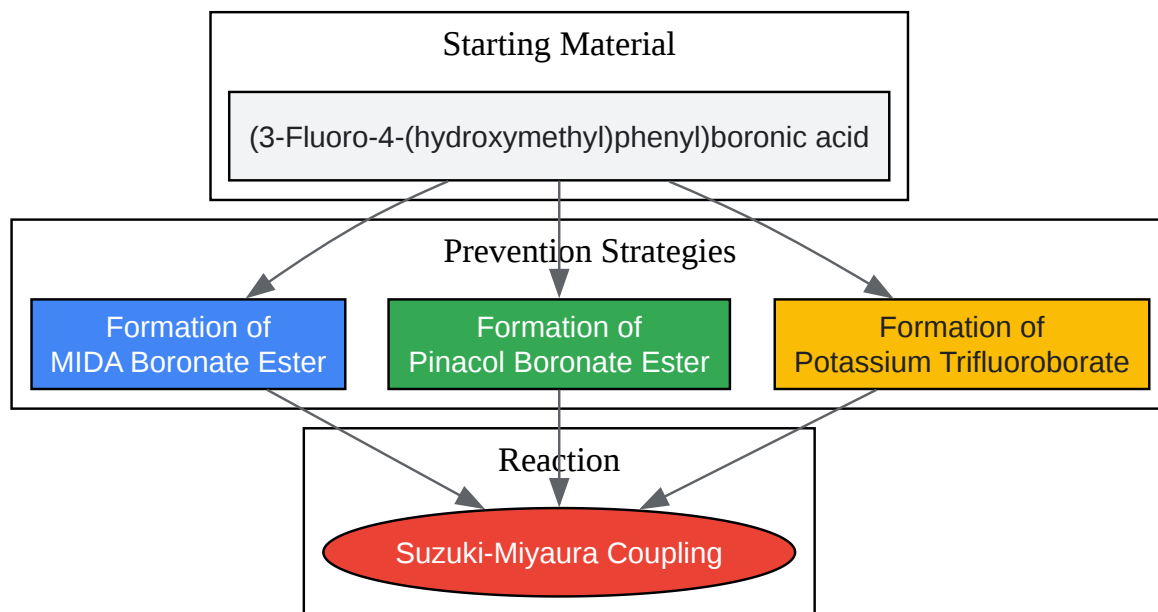 Starting Material
(3-Fluoro-4-(hydroxymethyl)phenyl)boronic acid
Prevention Strategies
Formation of
MIDA Boronate Ester
Formation of
Pinacol Boronate Ester
Formation of
Potassium Trifluoroborate
Reaction
Suzuki-Miyaura Coupling